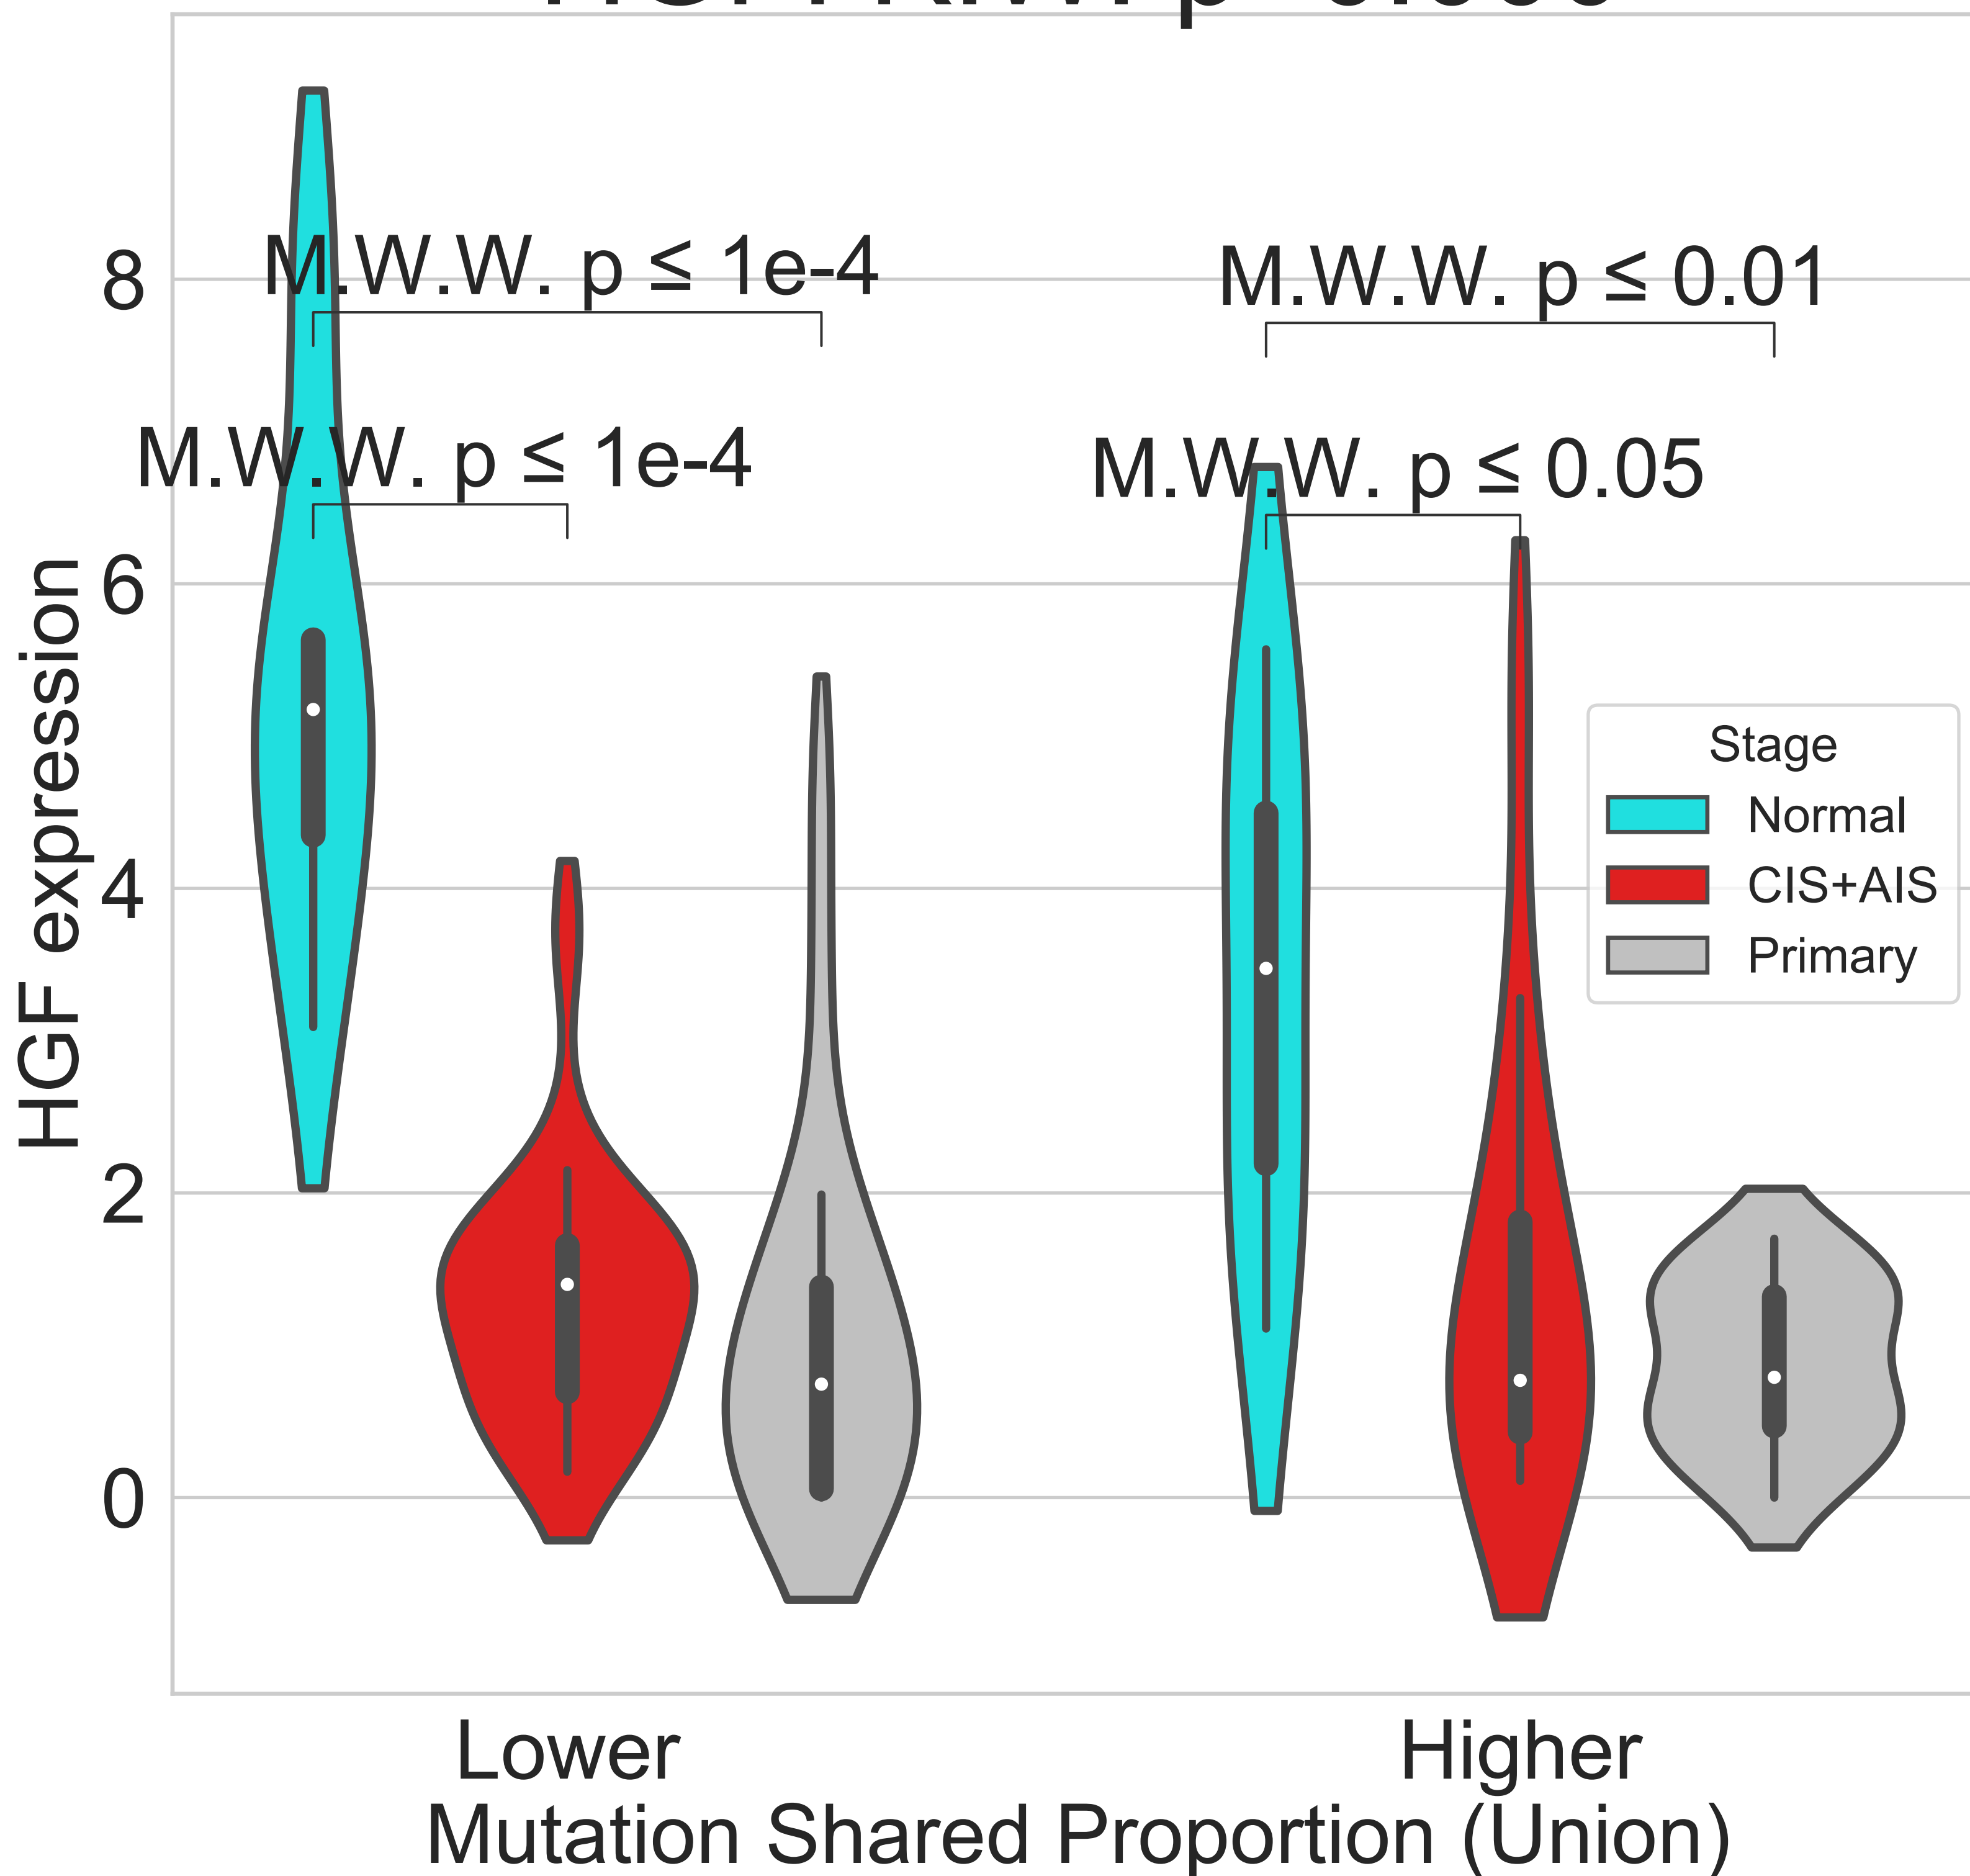 M.W.W. p ≤ 1e-4
M.W.W. p ≤ 0.01
M.W.W. p ≤ 1e-4
M.W.W. p ≤ 0.05
8
6
4
2
0
HGF expression
Stage
Normal
CIS+AIS
Primary
Lower
Higher
Mutation Shared Proportion (Union)